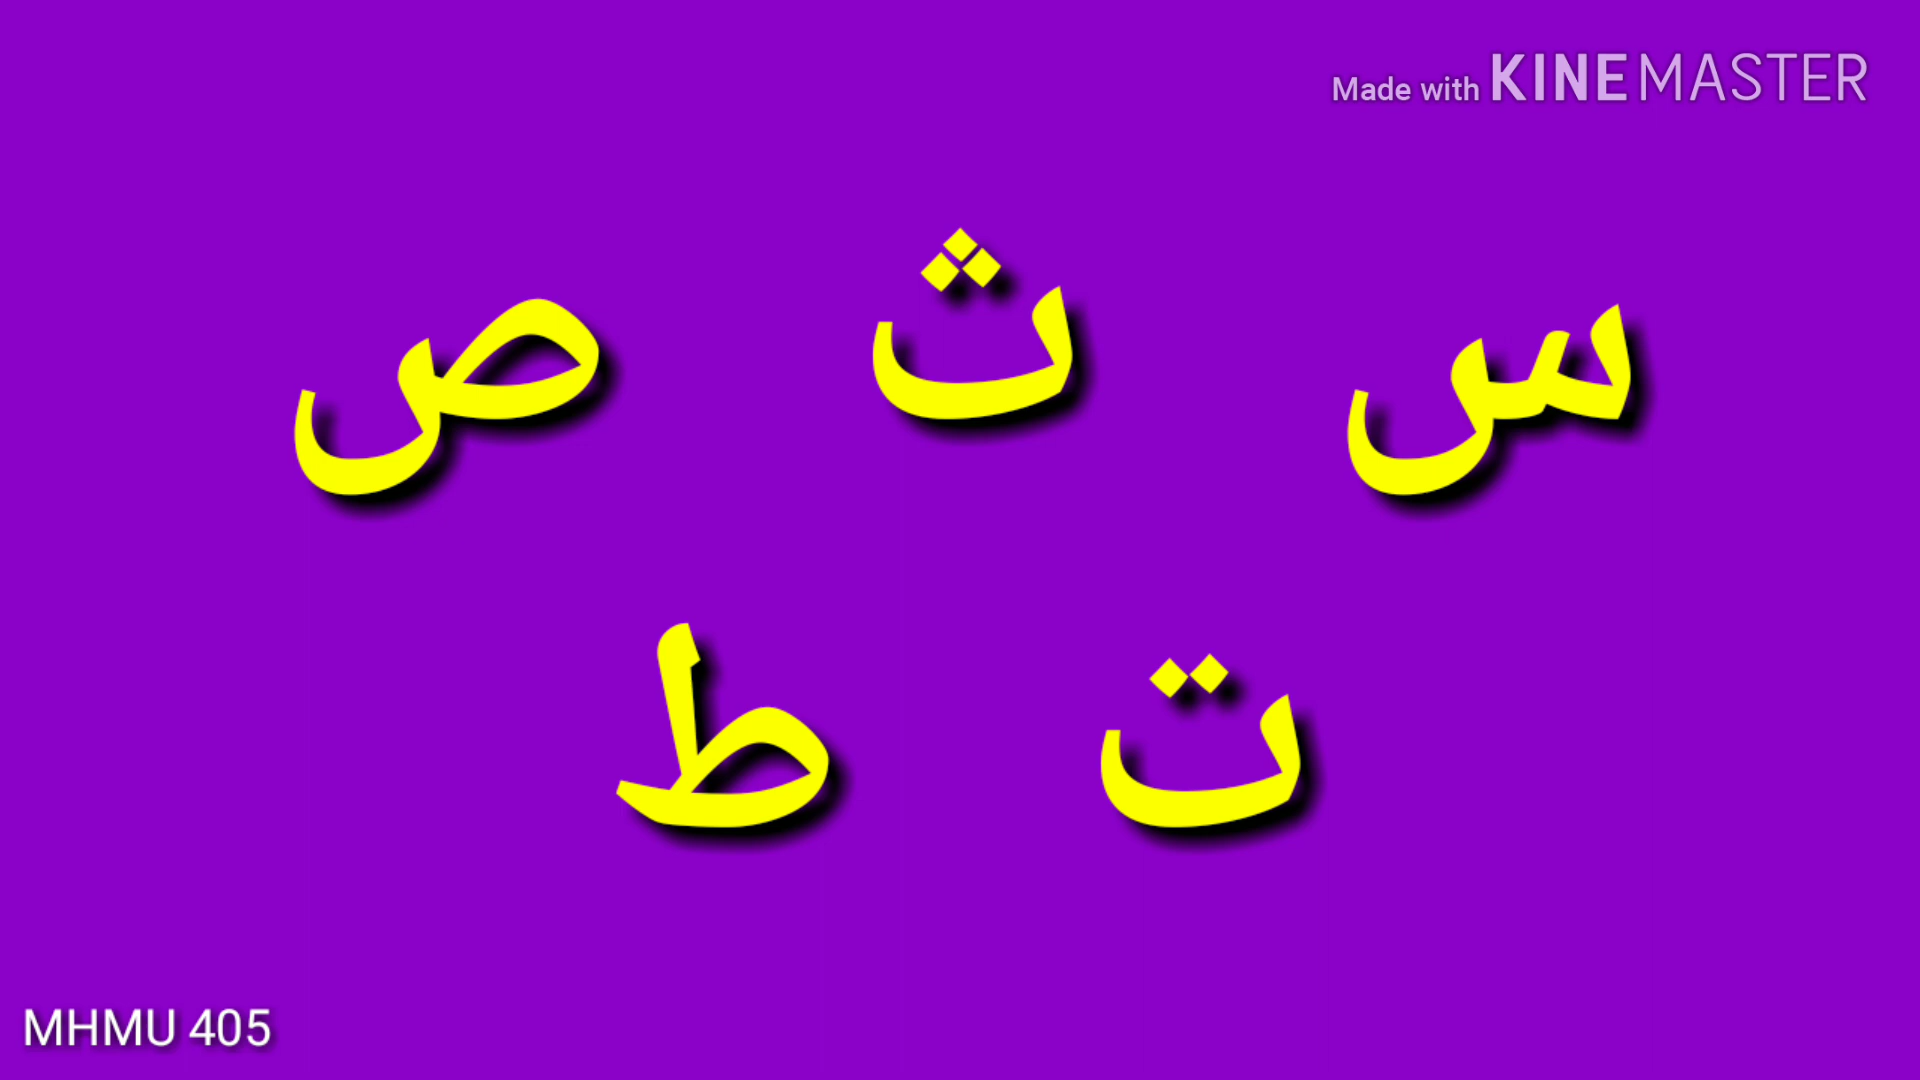 Made with KINEMASTER
س ث ص
ت ط
MHMU 405